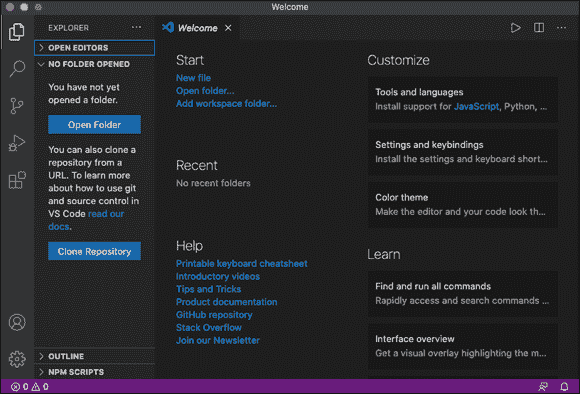 Welcome
EXPLORER
Welcome
OPEN EDITORS
NO FOLDER OPENED
You have not yet
opened a folder.
Open Folder
You can also clone a
repository from a
URL. To learn more
about how to use git
and source control in
VS Code read our
docs.
Clone Repository
OUTLINE
NPM SCRIPTS
Start
New file
Open folder...
Add workspace folder...
Recent
No recent folders
Help
Printable keyboard cheatsheet
Introductory videos
Tips and Tricks
Product documentation
GitHub repository
Stack Overflow
Join our Newsletter
Customize
Tools and languages
Install support for JavaScript, Python, ...
Settings and keybindings
Install the settings and keyboard short...
Color theme
Make the editor and your code look th...
Learn
Find and run all commands
Rapidly access and search commands ...
Interface overview
Get a visual overlay highlighting the m...
0 0